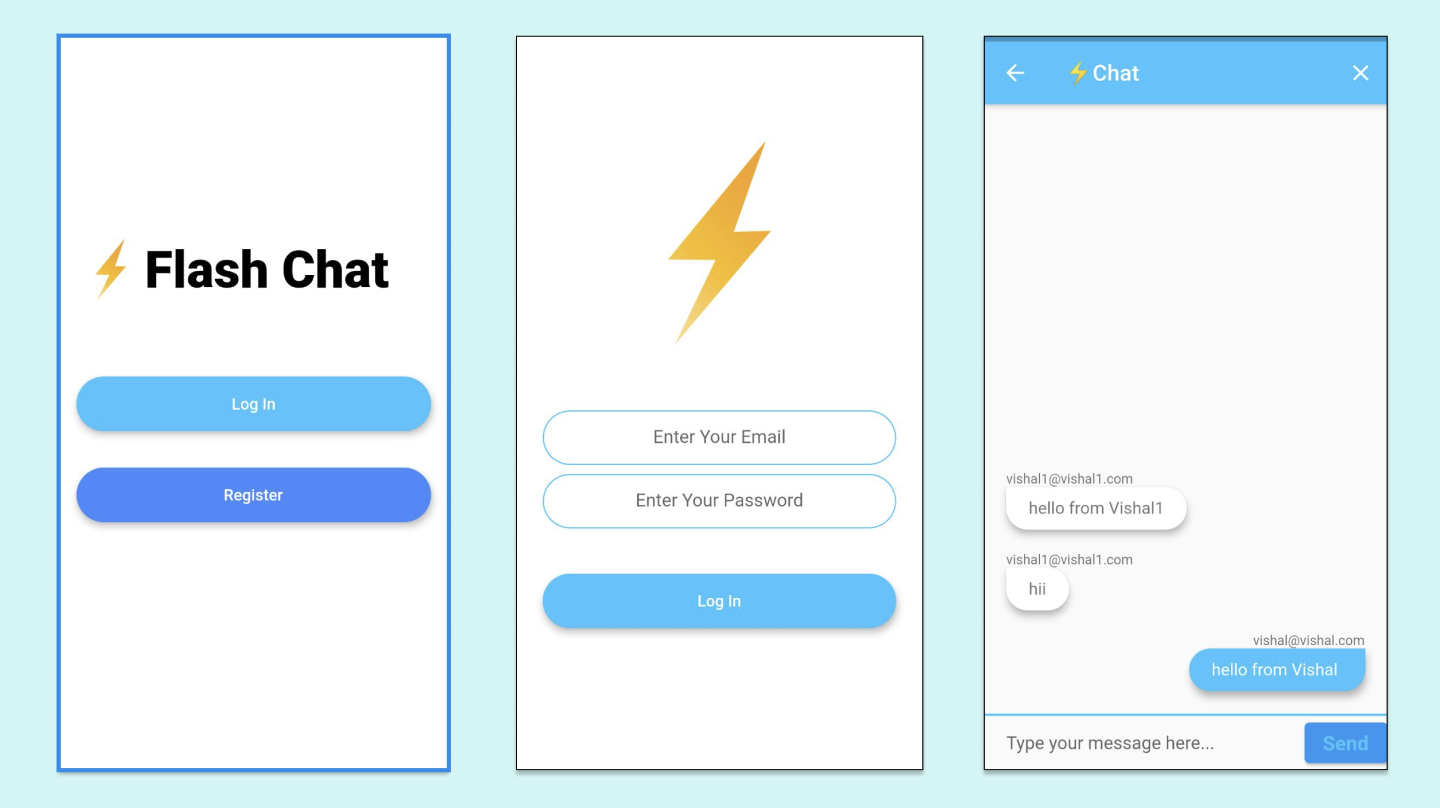 Flash Chat
Log In
Register
Enter Your Email
Enter Your Password
Log In
Chat
vishal1@vishal1.com
hello from Vishal1
vishal1@vishal1.com
hii
vishal@vishal.com
hello from Vishal
Type your message here...
Send